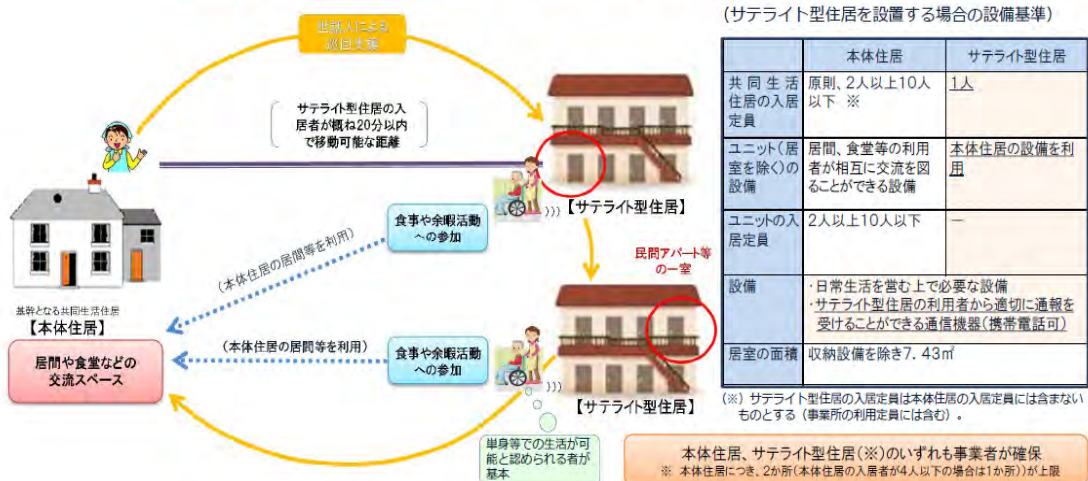 世話人による
巡回支援
サテライト型住居の入
居者が概ね20分以内
で移動可能な距離
【サテライト型住居】
食事や余暇活動
への参加
(本体住居の居間等を利用)
民間アパート等
の一室
基幹となる共同生活住居
【本体住居】
居間や食堂などの
交流スペース
(本体住居の居間等を利用)
食事や余暇活動
への参加
【サテライト型住居】
単身等での生活が可
能と認められる者が
基本
(サテライト型住居を設置する場合の設備基準)
本体住居 サテライト型住居
共同生活 原則、2人以上10人 1人
住居の入居 以下 ※
定員
ユニット(居 居間、食堂等の利用 本体住居の設備を利
室を除く)の 者が相互に交流を図 用
設備 ることができる設備
ユニットの入 2人以上10人以下 ー
居定員
設備 ・日常生活を営む上で必要な設備
・サテライト型住居の利用者から適切に通報を
受けることができる通信機器(携帯電話可)
居室の面積 収納設備を除き7.43㎡
(※) サテライト型住居の入居定員は本体住居の入居定員には含まない
ものとする(事業所の利用定員には含む)。
本体住居、サテライト型住居(※)のいずれも事業者が確保
※ 本体住居につき、2か所(本体住居の入居者が4人以下の場合は1か所))が上限